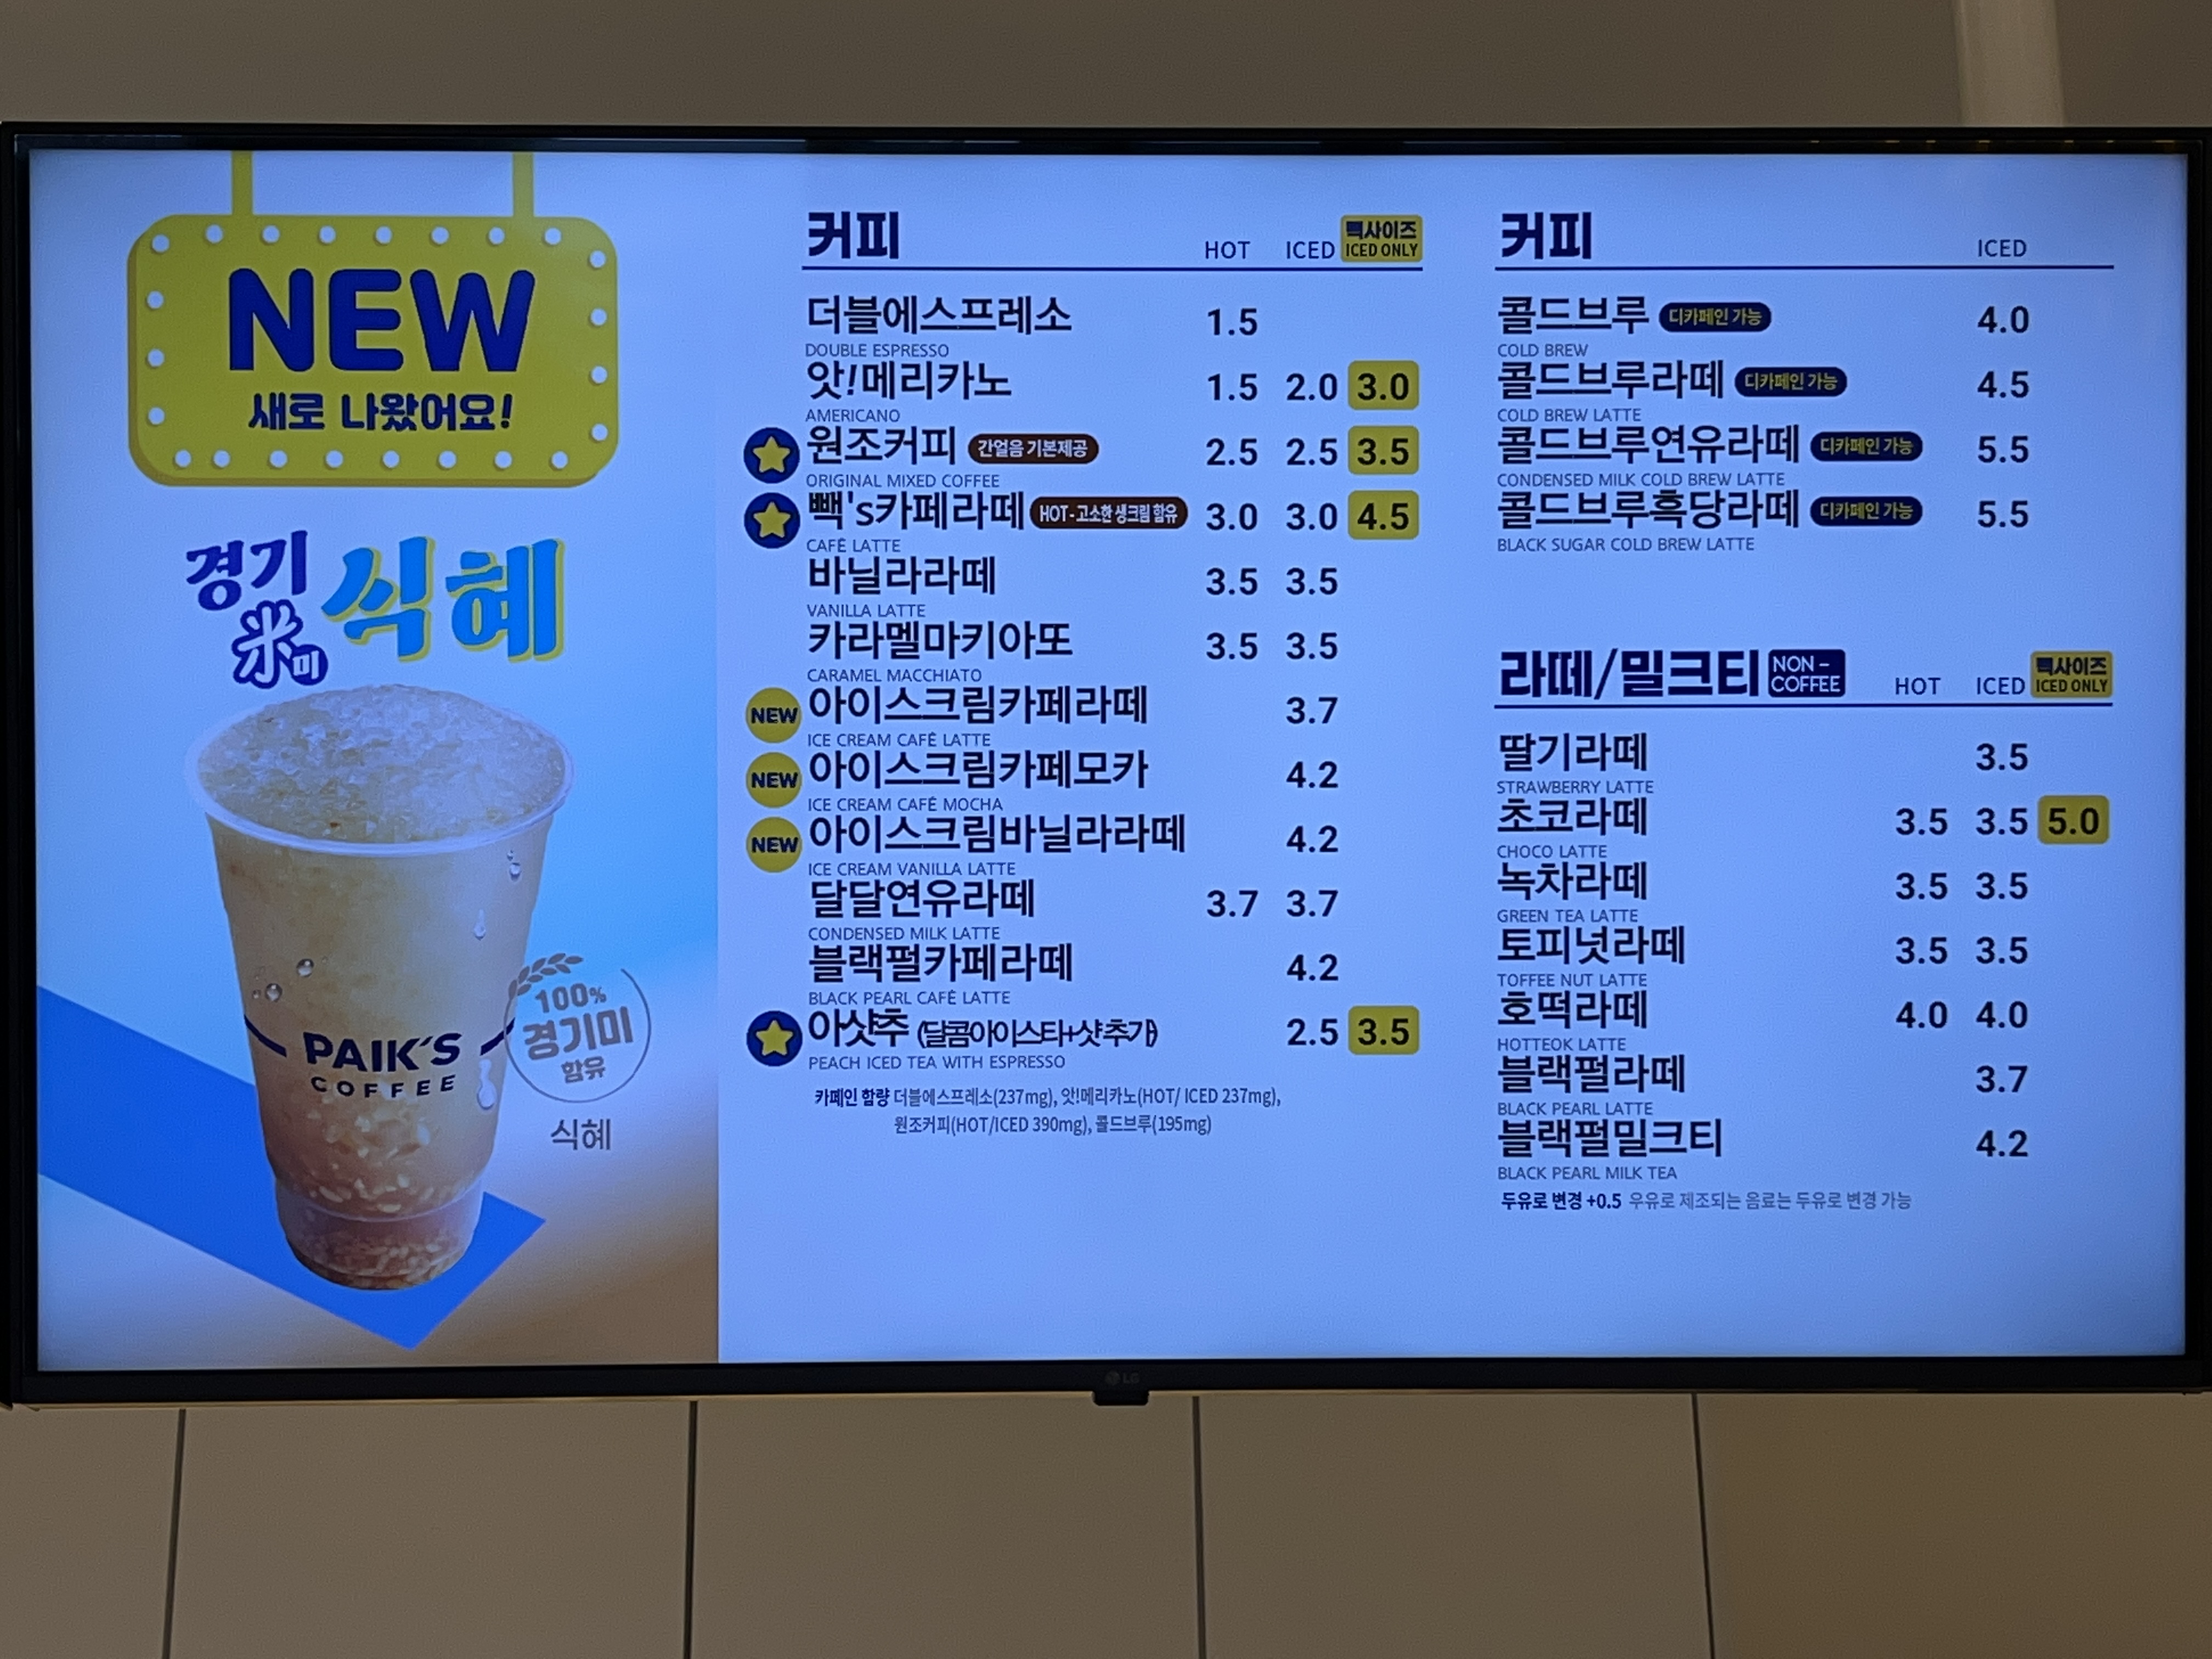 NEW
새로 나왔어요!
경기
米미
식혜
PAIK'S
COFFEE
100%
경기미
함유
식혜
커피 HOT ICED 빽사이즈 ICED ONLY
더블에스프레소 1.5
DOUBLE ESPRESSO
앗!메리카노 1.5 2.0 3.0
AMERICANO
원조커피 간얼음 기본제공 2.5 2.5 3.5
ORIGINAL MIXED COFFEE
빽's카페라떼 HOT-고소한 생크림 함유 3.0 3.0 4.5
CAFÉ LATTE
바닐라라떼 3.5 3.5
VANILLA LATTE
카라멜마키아또 3.5 3.5
CARAMEL MACCHIATO
NEW 아이스크림카페라떼 3.7
ICE CREAM CAFÉ LATTE
NEW 아이스크림카페모카 4.2
ICE CREAM CAFÉ MOCHA
NEW 아이스크림바닐라라떼 4.2
ICE CREAM VANILLA LATTE
달달연유라떼 3.7 3.7
CONDENSED MILK LATTE
블랙펄카페라떼 4.2
BLACK PEARL CAFÉ LATTE
아샷추 (달콤아이스티+샷 추가) 2.5 3.5
PEACH ICED TEA WITH ESPRESSO
카페인 함량 더블에스프레소(237mg), 앗!메리카노(HOT/ ICED 237mg),
원조커피(HOT/ICED 390mg), 콜드브루(195mg)
커피 ICED
콜드브루 디카페인 가능 4.0
COLD BREW
콜드브루라떼 디카페인 가능 4.5
COLD BREW LATTE
콜드브루연유라떼 디카페인 가능 5.5
CONDENSED MILK COLD BREW LATTE
콜드브루흑당라떼 디카페인 가능 5.5
BLACK SUGAR COLD BREW LATTE
라떼/밀크티 NON-COFFEE HOT ICED 빽사이즈 ICED ONLY
딸기라떼 3.5
STRAWBERRY LATTE
초코라떼 3.5 3.5 5.0
CHOCO LATTE
녹차라떼 3.5 3.5
GREEN TEA LATTE
토피넛라떼 3.5 3.5
TOFFEE NUT LATTE
호떡라떼 4.0 4.0
HOTTEOK LATTE
블랙펄라떼 3.7
BLACK PEARL LATTE
블랙펄밀크티 4.2
BLACK PEARL MILK TEA
두유로 변경 +0.5 우유로 제조되는 음료는 두유로 변경 가능
LG